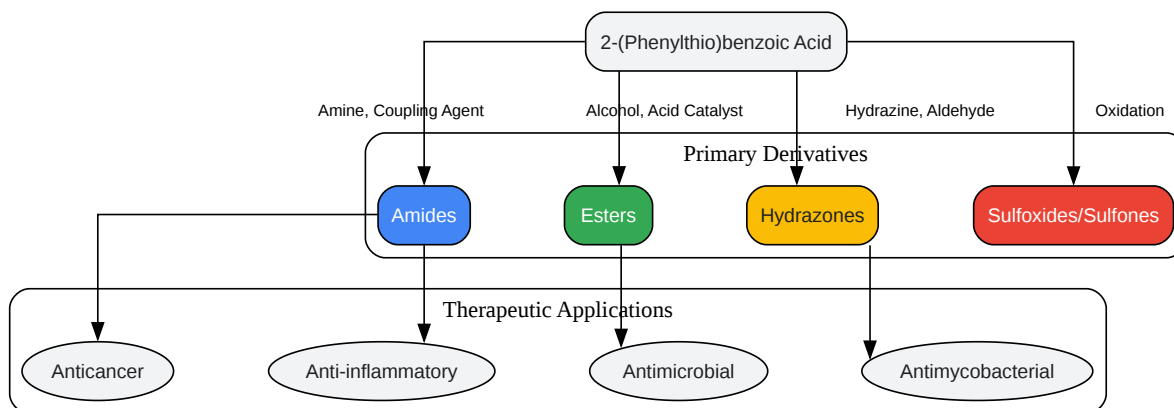 2-(Phenylthio)benzoic Acid
Amine, Coupling Agent
Alcohol, Acid Catalyst
Hydrazine, Aldehyde
Oxidation
Primary Derivatives
Amides
Esters
Hydrazones
Sulfoxides/Sulfones
Therapeutic Applications
Anticancer
Anti-inflammatory
Antimicrobial
Antimycobacterial